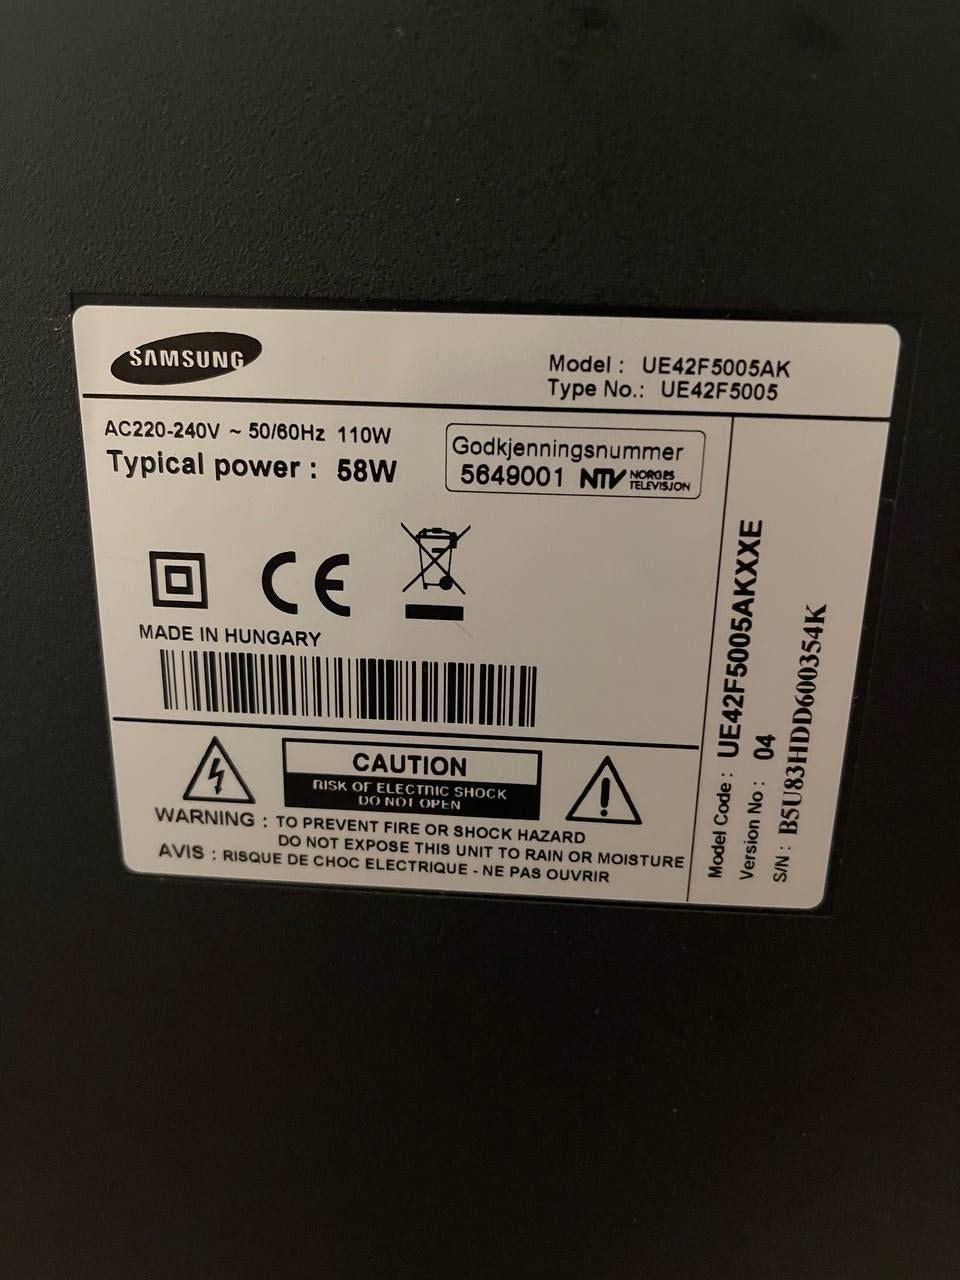 SAMSUNG
Model : UE42F5005AK
Type No.: UE42F5005
AC220-240V ~ 50/60Hz 110W
Typical power : 58W
Godkjenningsnummer
5649001 NTV NORGES
TELEVISJON
CE
MADE IN HUNGARY
CAUTION
RISK OF ELECTRIC SHOCK
DO NOT OPEN
WARNING : TO PREVENT FIRE OR SHOCK HAZARD
DO NOT EXPOSE THIS UNIT TO RAIN OR MOISTURE
AVIS : RISQUE DE CHOC ELECTRIQUE - NE PAS OUVRIR
Model Code : UE42F5005AKXXE
Version No : 04
S/N : B5U83HDD600354K